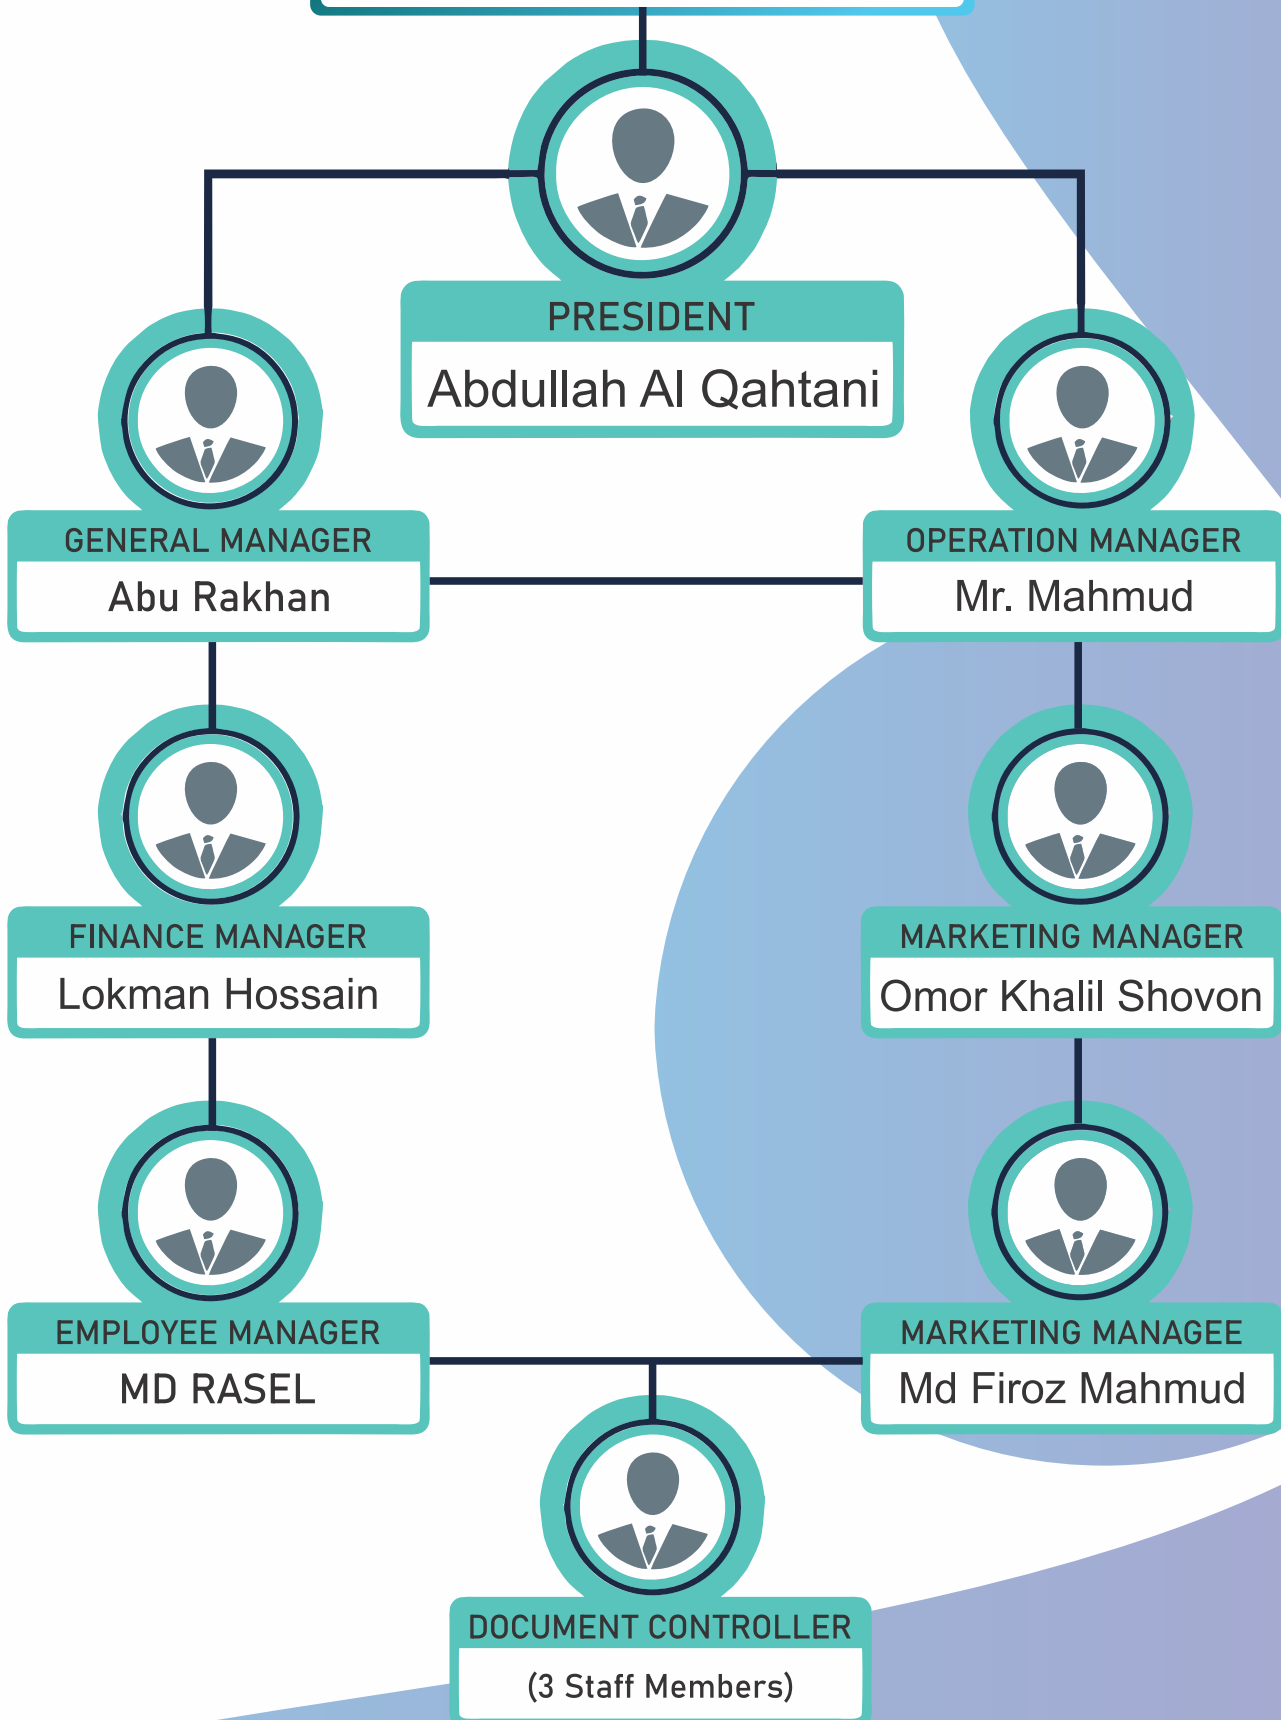 PRESIDENT
Abdullah Al Qahtani
GENERAL MANAGER
Abu Rakhan
OPERATION MANAGER
Mr. Mahmud
FINANCE MANAGER
Lokman Hossain
MARKETING MANAGER
Omor Khalil Shovon
EMPLOYEE MANAGER
MD RASEL
MARKETING MANAGEE
Md Firoz Mahmud
DOCUMENT CONTROLLER
(3 Staff Members)